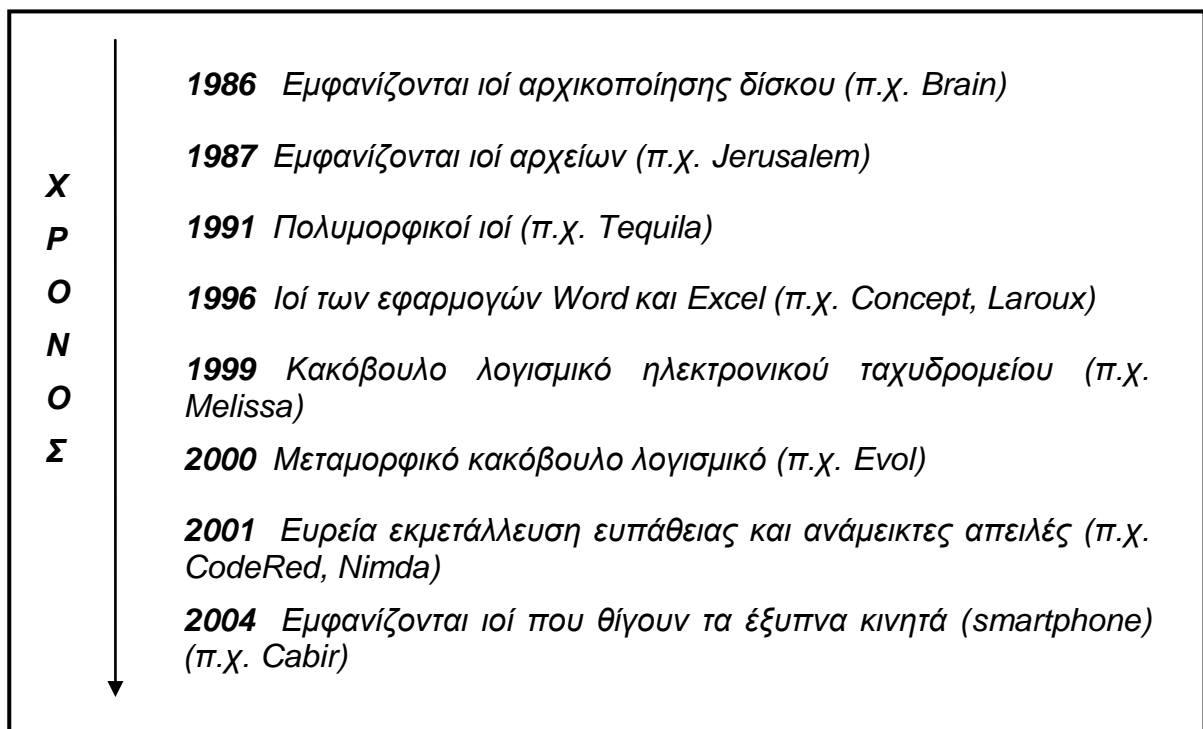 1986 Εμφανίζονται ιοί αρχικοποίησης δίσκου (π.χ. Brain)
1987 Εμφανίζονται ιοί αρχείων (π.χ. Jerusalem)
Χ
Ρ
Ο
Ν
Ο
Σ
1991 Πολυμορφικοί ιοί (π.χ. Tequila)
1996 Ιοί των εφαρμογών Word και Excel (π.χ. Concept, Laroux)
1999 Κακόβουλο λογισμικό ηλεκτρονικού ταχυδρομείου (π.χ.
Melissa)
2000 Μεταμορφικό κακόβουλο λογισμικό (π.χ. Evol)
2001 Ευρεία εκμετάλλευση ευπάθειας και ανάμεικτες απειλές (π.χ.
CodeRed, Nimda)
2004 Εμφανίζονται ιοί που θίγουν τα έξυπνα κινητά (smartphone)
(π.χ. Cabir)